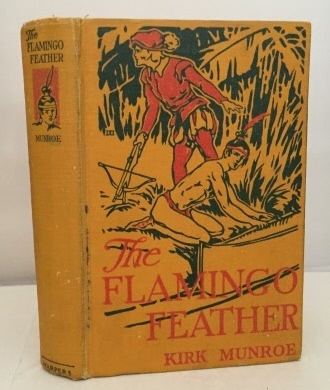 The
FLAMINGO
FEATHER
MUNROE
HARPERS
The
FLAMINGO
FEATHER
KIRK MUNROE